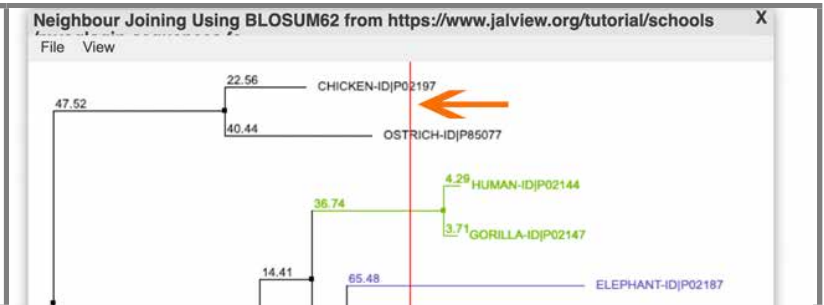 Neighbour Joining Using BLOSUM62 from https://www.jalview.org/tutorial/schools
X
File View
22.56
CHICKEN-ID|P02197
47.52
40.44
OSTRICH-ID|P85077
4.29
HUMAN-ID|P02144
36.74
3.71
GORILLA-ID|P02147
14.41
65.48
ELEPHANT-ID|P02187